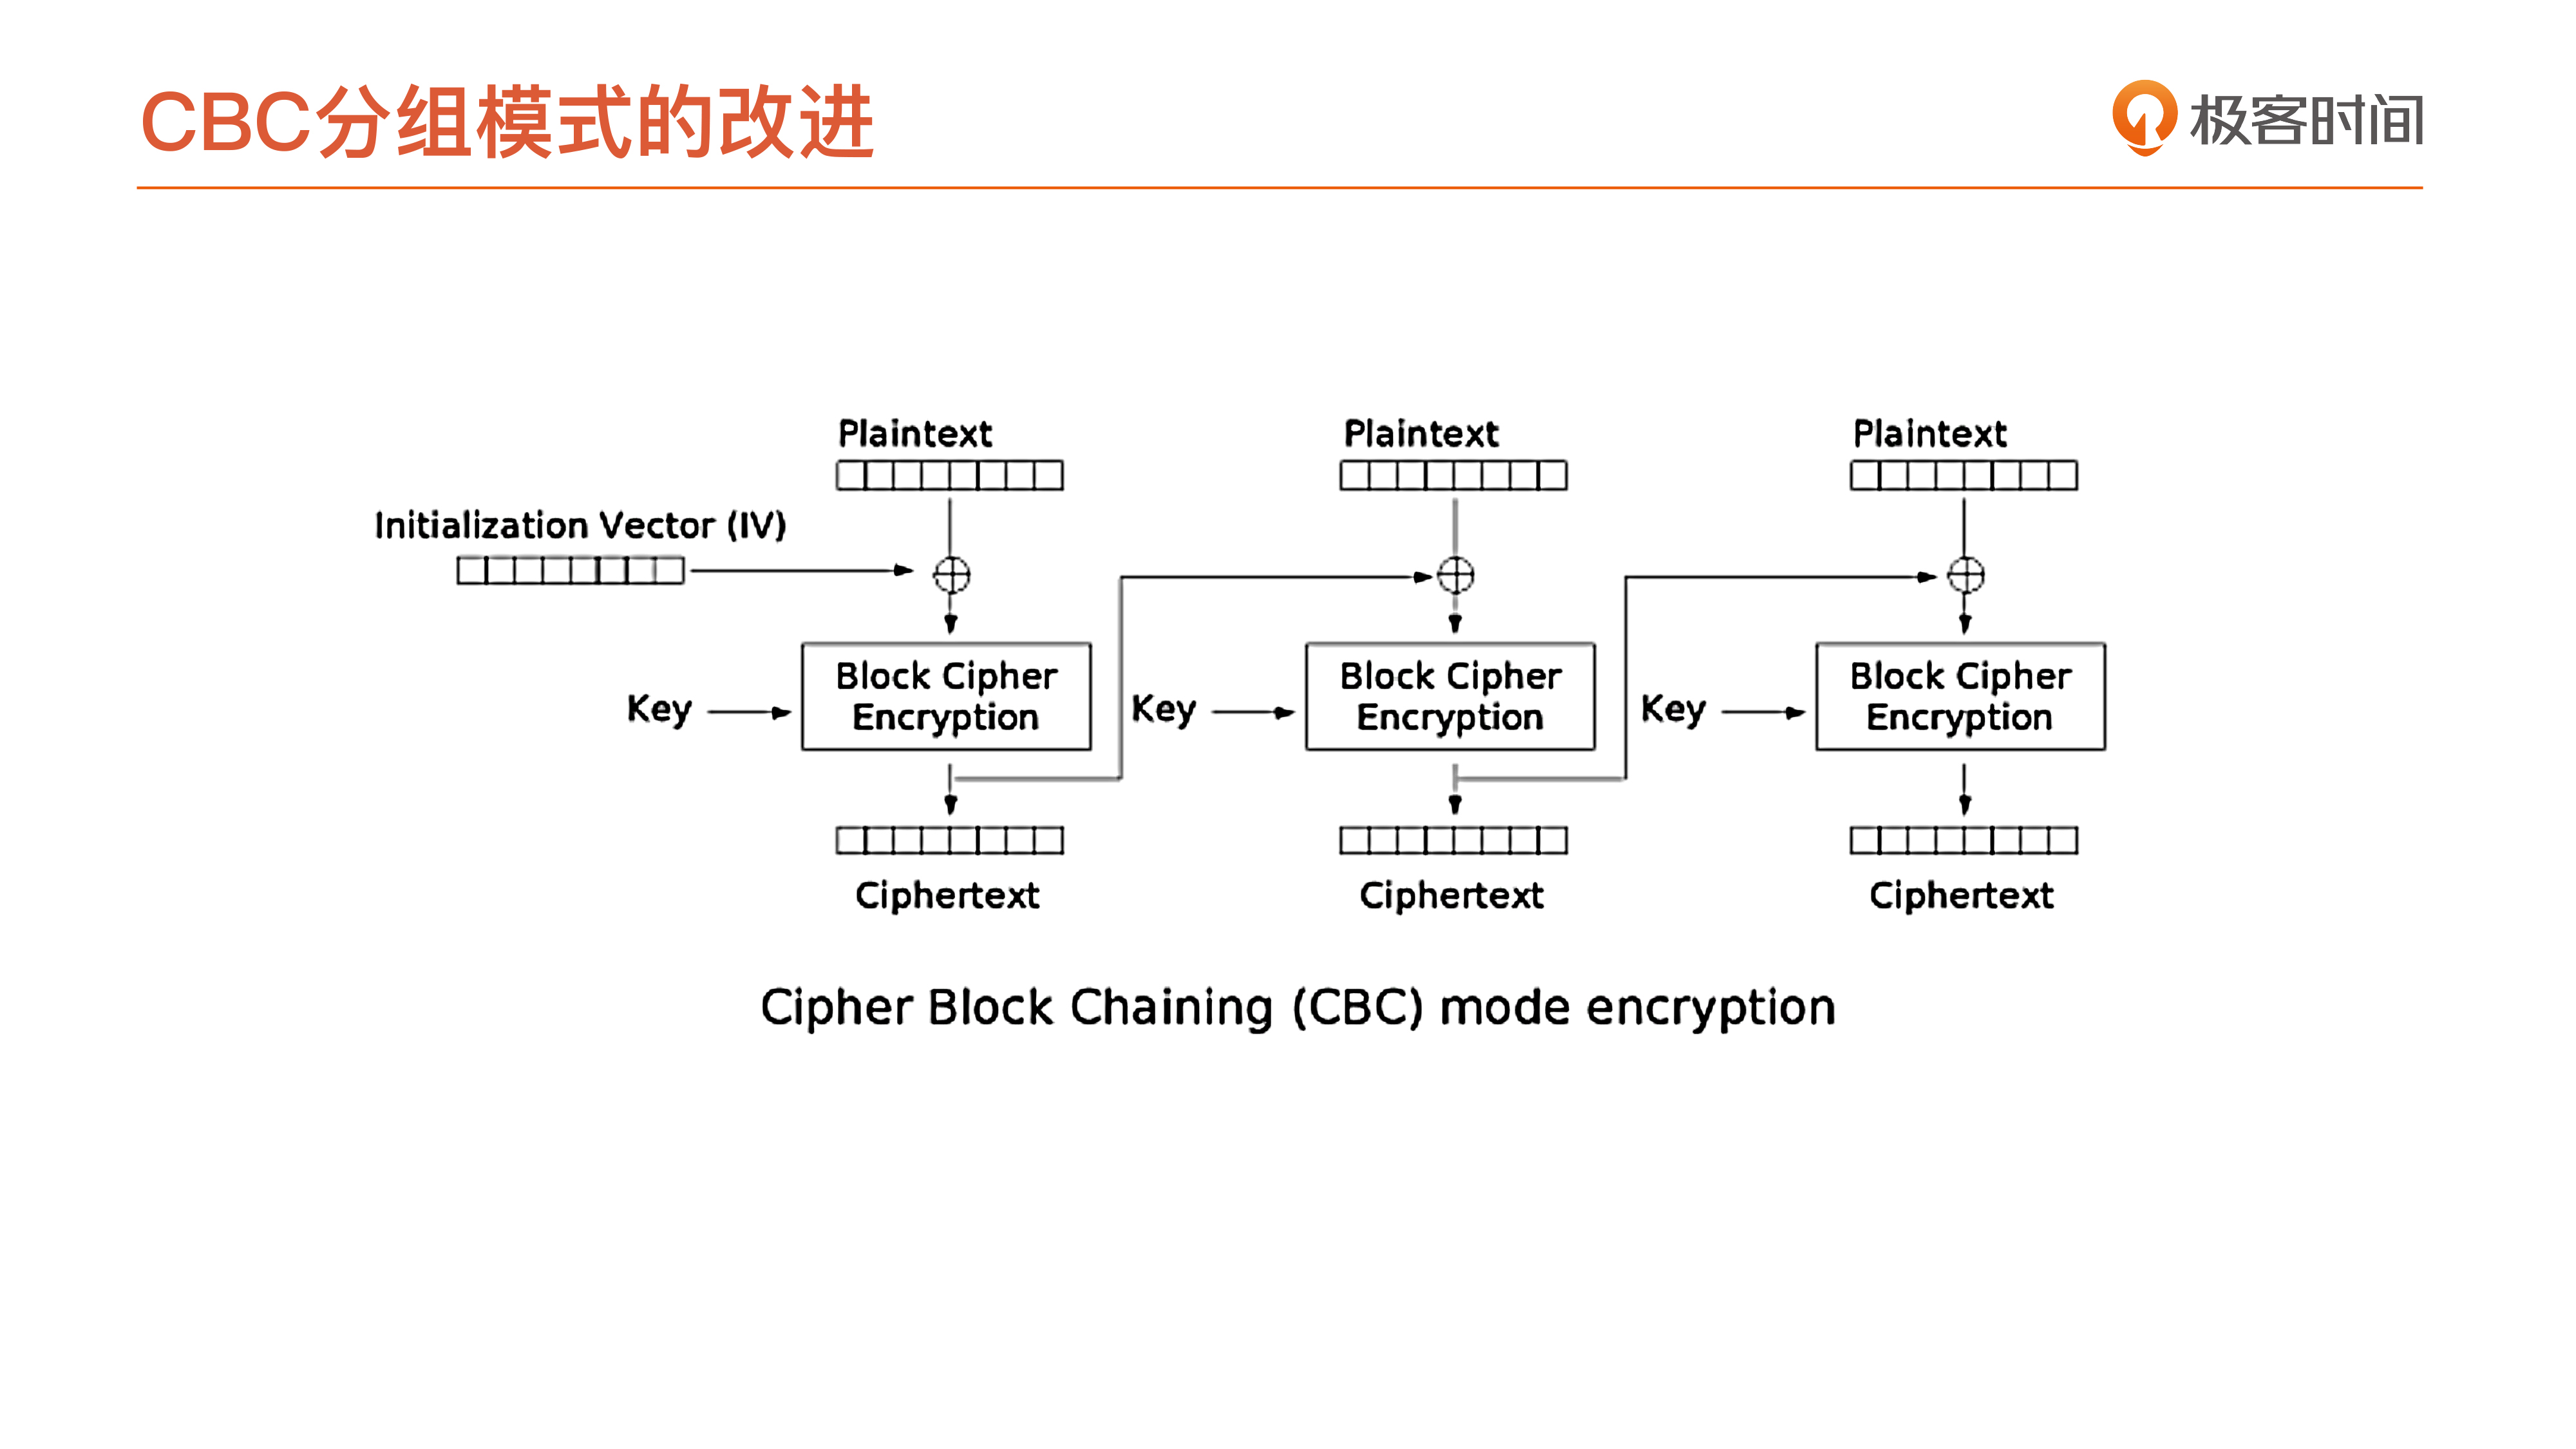 CBC分组模式的改进
极客时间
Plaintext
Plaintext
Plaintext
Initialization Vector (IV)
Key
Block Cipher
Encryption
Key
Block Cipher
Encryption
Key
Block Cipher
Encryption
Ciphertext
Ciphertext
Ciphertext
Cipher Block Chaining (CBC) mode encryption